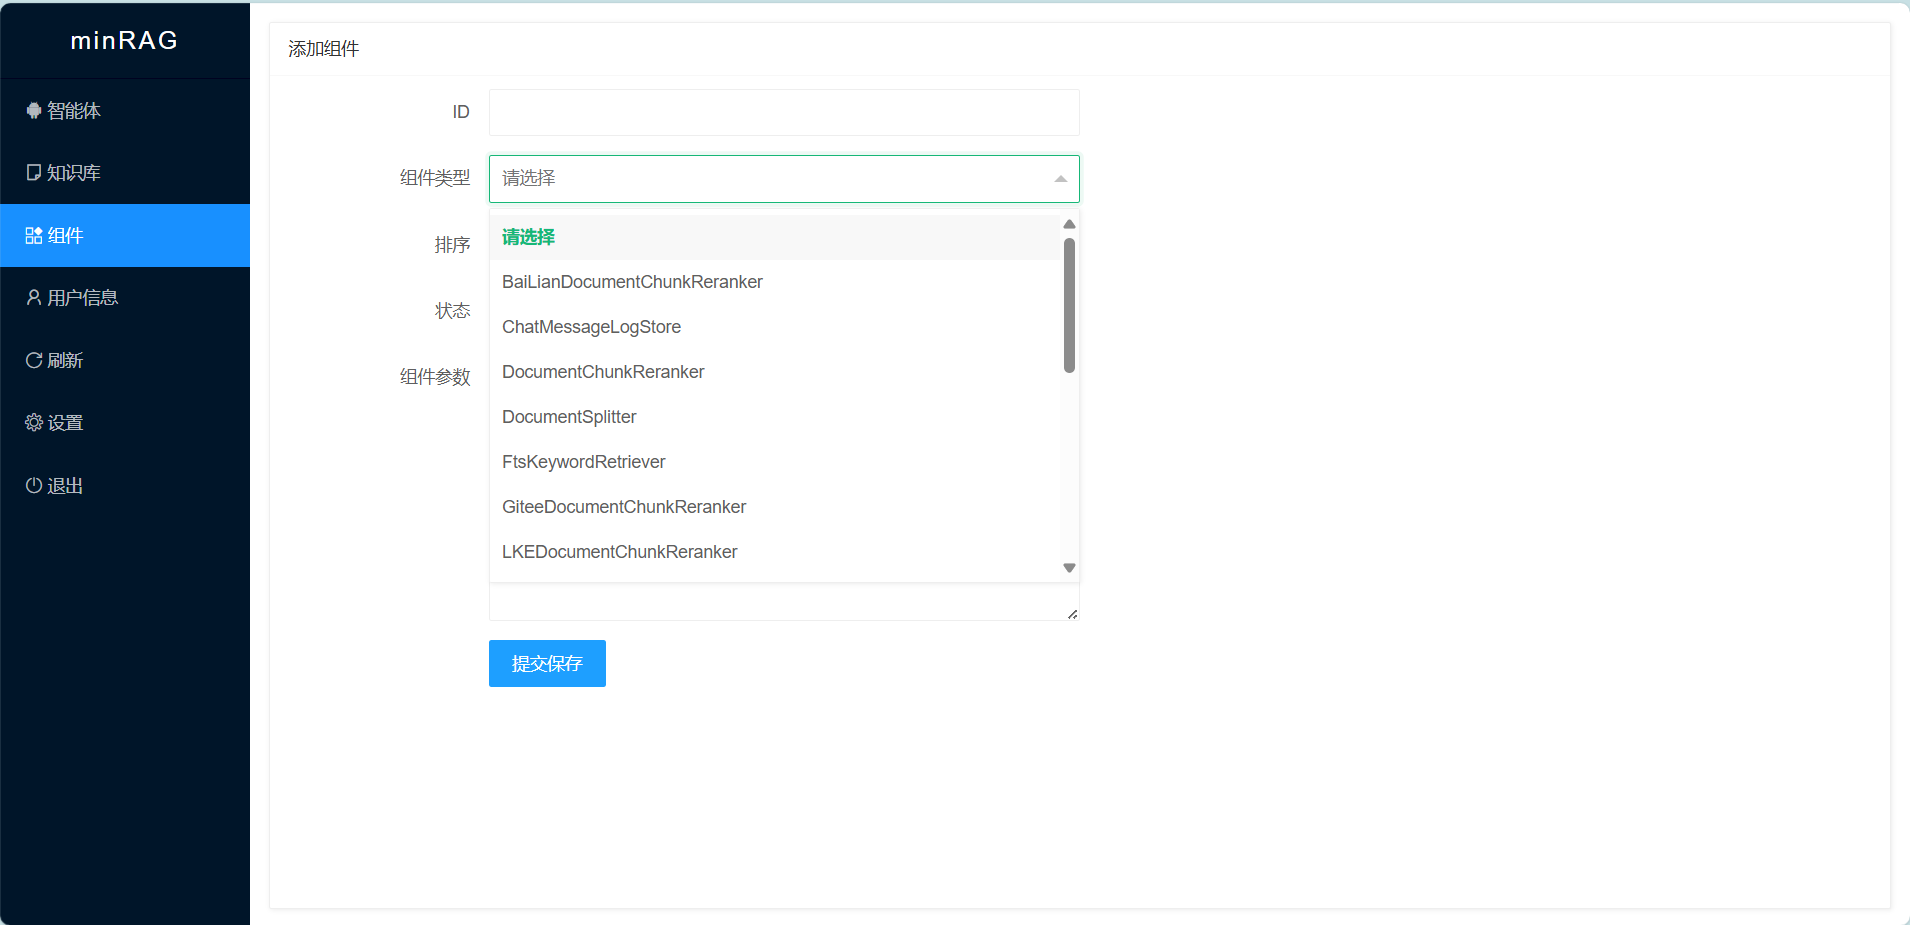 minRAG
智能体
知识库
组件
用户信息
刷新
设置
退出
添加组件
ID
组件类型
请选择
排序
状态
组件参数
请选择
BaiLianDocumentChunkReranker
ChatMessageLogStore
DocumentChunkReranker
DocumentSplitter
FtsKeywordRetriever
GiteeDocumentChunkReranker
LKEDocumentChunkReranker
提交保存